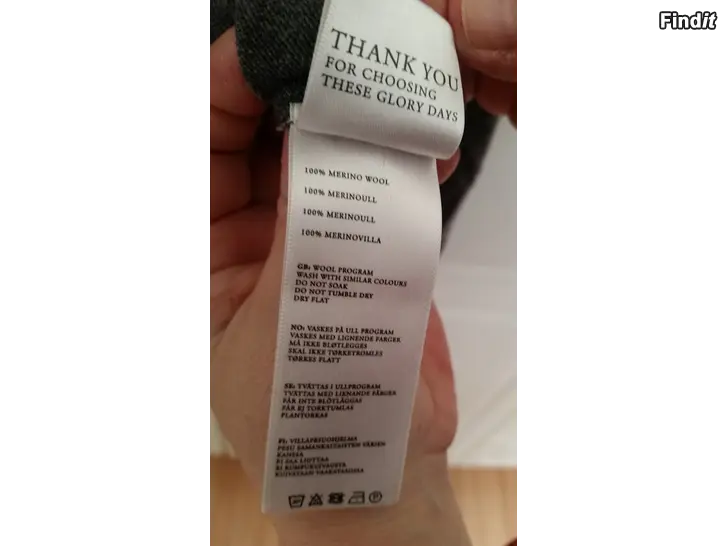 Findit
THANK YOU
FOR CHOOSING
THESE GLORY DAYS
100% MERINO WOOL
100% MERINOULL
100% MERINOULL
100% MERINOVILLA
GB: WOOL PROGRAM
WASH WITH SIMILAR COLOURS
DO NOT SOAK
DO NOT TUMBLE DRY
DRY FLAT
NO: VASKES PÅ ULL PROGRAM
VASKES MED LIGNENDE FARGER
MÅ IKKE BLØTLEGGES
SKAL IKKE TØRKETROMLES
TØRKES FLATT
SE: TVÄTTAS I ULLPROGRAM
TVÄTTAS MED LIKNANDE FÄRGER
FÅR INTE BLÖTLÄGGAS
FÅR EJ TORKTUMLAS
PLANTORKAS
FI: VILLAPESUOHJELMA
PESU SAMANKALTAISTEN VÄRIEN
KANSSA
EI SAA LIOTTAA
EI RUMPUKUIVAUSTA
KUIVATAAN VAAKATASOSSA